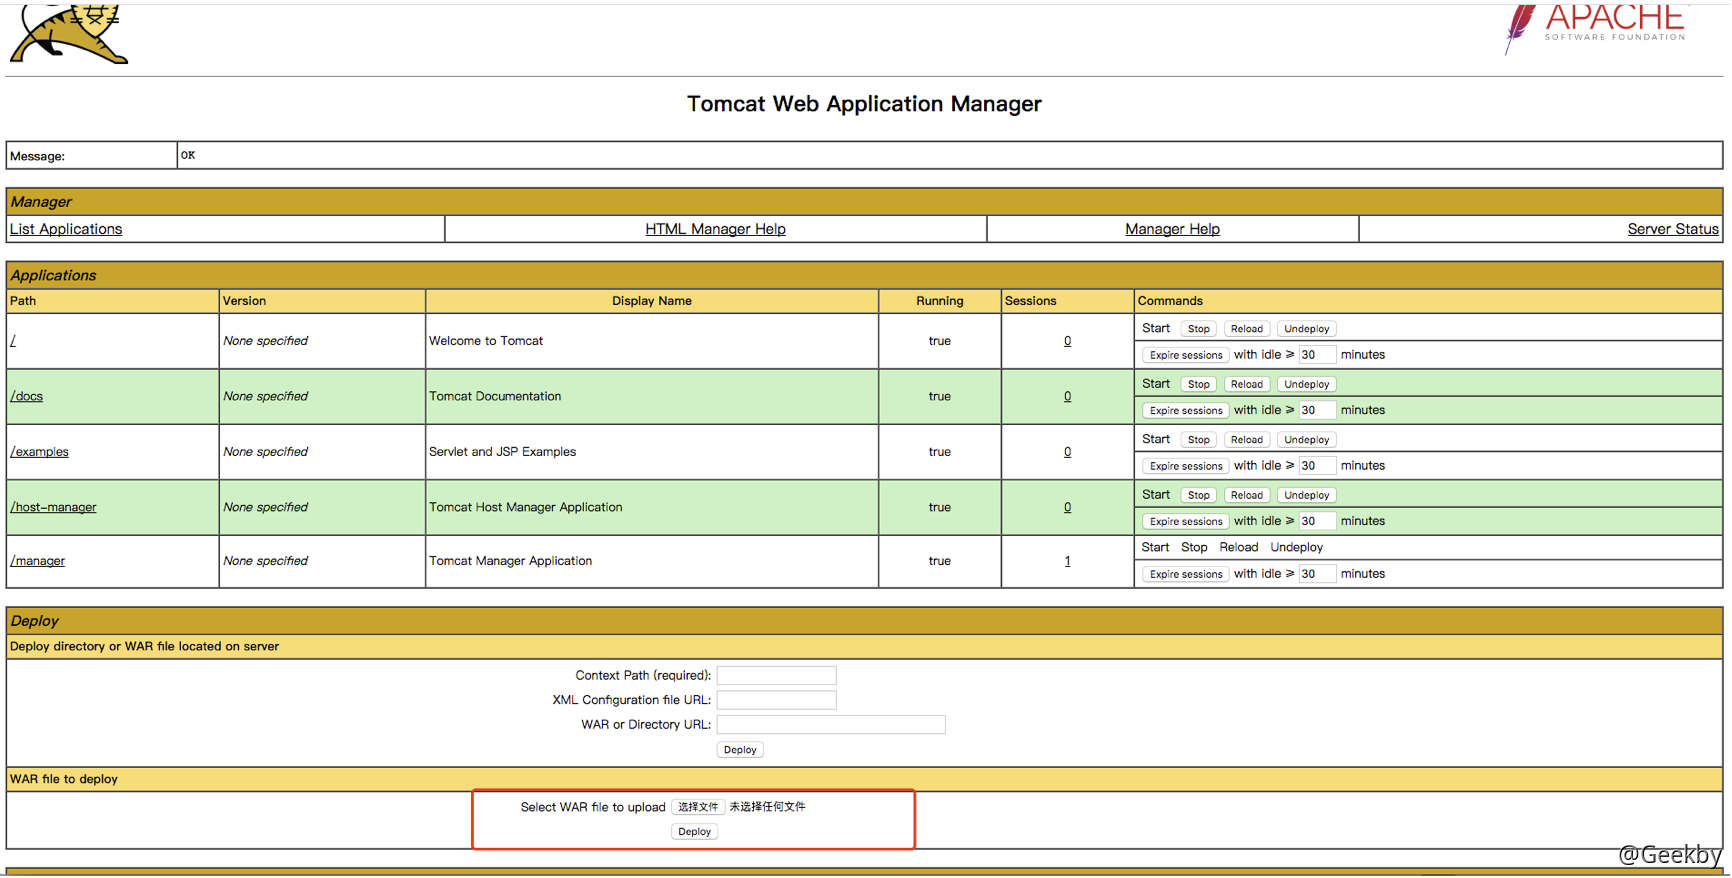 APACHE
SOFTWARE FOUNDATION
Tomcat Web Application Manager
Message: OK
Manager
List Applications HTML Manager Help Manager Help Server Status
Applications
Path Version Display Name Running Sessions Commands
/ None specified Welcome to Tomcat true 0 Start Stop Reload Undeploy
Expire sessions with idle ≥ 30 minutes
/docs None specified Tomcat Documentation true 0 Start Stop Reload Undeploy
Expire sessions with idle ≥ 30 minutes
/examples None specified Servlet and JSP Examples true 0 Start Stop Reload Undeploy
Expire sessions with idle ≥ 30 minutes
/host-manager None specified Tomcat Host Manager Application true 0 Start Stop Reload Undeploy
Expire sessions with idle ≥ 30 minutes
/manager None specified Tomcat Manager Application true 1 Start Stop Reload Undeploy
Expire sessions with idle ≥ 30 minutes
Deploy
Deploy directory or WAR file located on server
Context Path (required):
XML Configuration file URL:
WAR or Directory URL:
Deploy
WAR file to deploy
Select WAR file to upload 选择文件 未选择任何文件
Deploy
@Geekby